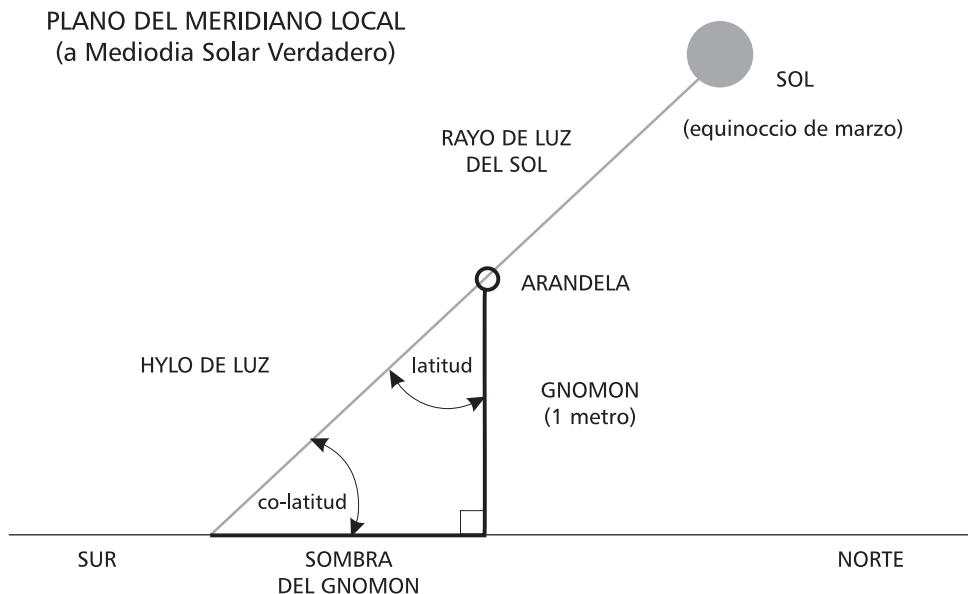 PLANO DEL MERIDIANO LOCAL
(a Mediodia Solar Verdadero)
SOL
(equinoccio de marzo)
RAYO DE LUZ
DEL SOL
ARANDELA
HYLO DE LUZ
latitud
GNOMON
(1 metro)
co-latitud
SUR
SOMBRA
DEL GNOMON
NORTE